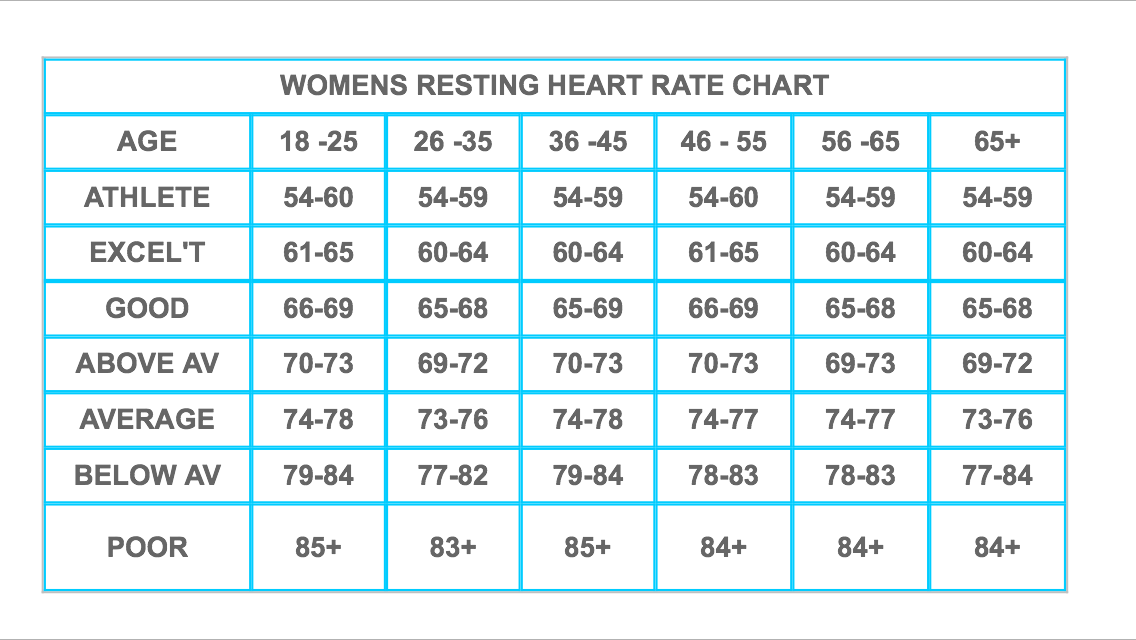 WOMENS RESTING HEART RATE CHART
AGE 18 -25 26 -35 36 -45 46 - 55 56 -65 65+
ATHLETE 54-60 54-59 54-59 54-60 54-59 54-59
EXCEL'T 61-65 60-64 60-64 61-65 60-64 60-64
GOOD 66-69 65-68 65-69 66-69 65-68 65-68
ABOVE AV 70-73 69-72 70-73 70-73 69-73 69-72
AVERAGE 74-78 73-76 74-78 74-77 74-77 73-76
BELOW AV 79-84 77-82 79-84 78-83 78-83 77-84
POOR 85+ 83+ 85+ 84+ 84+ 84+